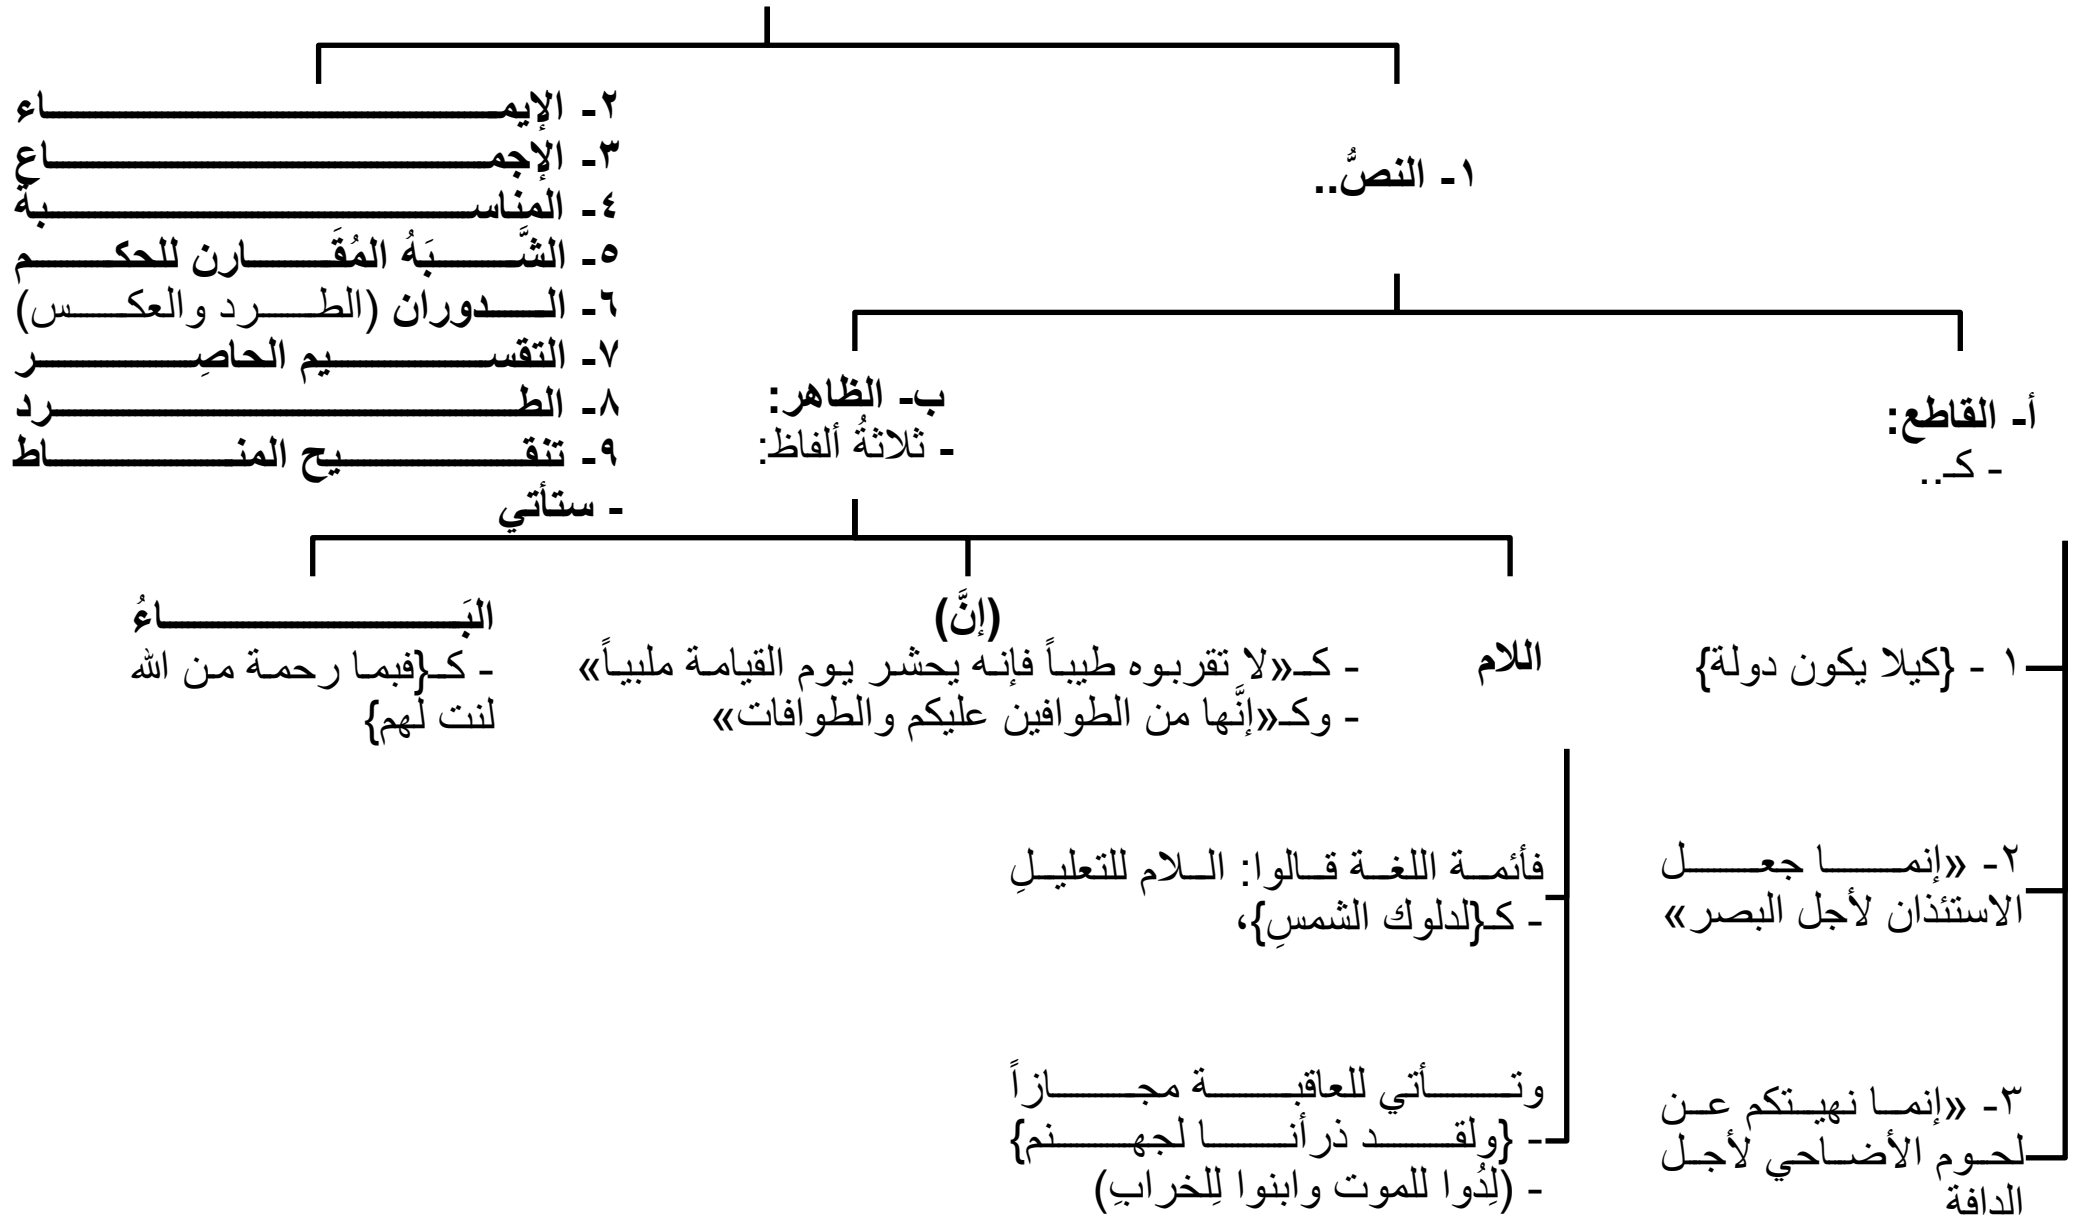 ١- النصُّ..
٢- الإيماء
٣- الإجماع
٤- المناسبة
٥- الشَّبَهُ المُقَارن للحكم
٦- الدوران (الطرد والعكس)
٧- التقسيم الحاصِر
٨- الطرد
٩- تنقيح المناط
- ستأتي
أ- القاطع:
- كـ..
١ - {كيلا يكون دولة}
٢- «إنما جعل
الاستئذان لأجل البصر»
٣- «إنما نهيتكم عن
لحوم الأضاحي لأجل
الدافة
ب- الظاهر:
- ثلاثةُ ألفاظ:
اللام
فأئمة اللغة قالوا: اللام للتعليلِ
- كـ{لدلوك الشمسِ}،
وتأتي للعاقبة مجازاً
- {ولقد ذرأنا لجهنم}
- (لِدُوا للموت وابنوا لِلخرابِ)
(إنَّ)
- كـ«لا تقربوه طيباً فإنه يحشر يوم القيامة ملبياً»
- وكـ«إنَّها من الطوافين عليكم والطوافات»
البَاءُ
- كـ{فبما رحمة من الله
لنت لهم}